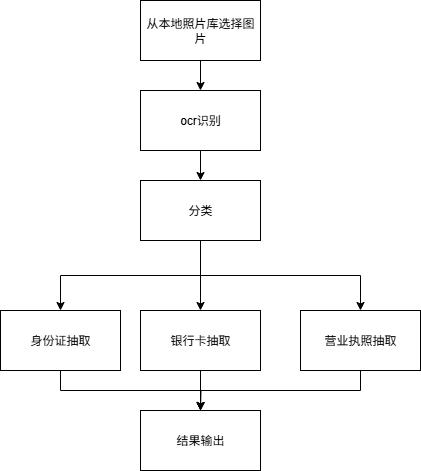 从本地照片库选择图
片
ocr识别
分类
身份证抽取
银行卡抽取
营业执照抽取
结果输出